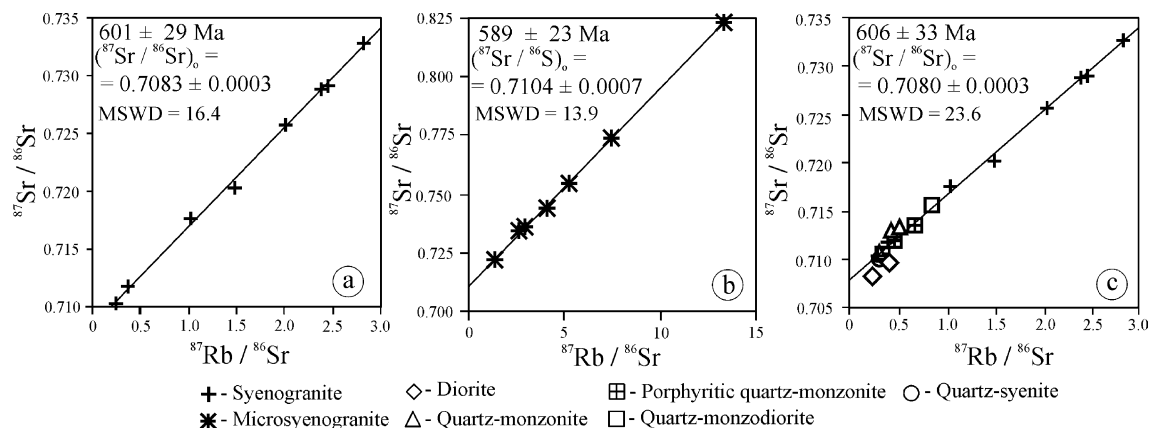 601 ± 29 Ma
(⁸⁷Sr / ⁸⁶Sr)ₒ =
= 0.7083 ± 0.0003
MSWD = 16.4
⁸⁷Sr / ⁸⁶Sr
0.735
0.730
0.725
0.720
0.715
0.710
0 0.5 1.0 1.5 2.0 2.5 3.0
⁸⁷Rb / ⁸⁶Sr
a
589 ± 23 Ma
(⁸⁷Sr / ⁸⁶S)ₒ =
= 0.7104 ± 0.0007
MSWD = 13.9
⁸⁷Sr / ⁸⁶Sr
0.825
0.800
0.775
0.750
0.725
0.700
0 5 10 15
⁸⁷Rb / ⁸⁶Sr
b
606 ± 33 Ma
(⁸⁷Sr / ⁸⁶Sr)ₒ =
= 0.7080 ± 0.0003
MSWD = 23.6
⁸⁷Sr / ⁸⁶Sr
0.735
0.730
0.725
0.720
0.715
0.710
0.705
0 0.5 1.0 1.5 2.0 2.5 3.0
⁸⁷Rb / ⁸⁶Sr
c
- Syenogranite - Diorite - Porphyritic quartz-monzonite - Quartz-syenite
- Microsyenogranite - Quartz-monzonite - Quartz-monzodiorite